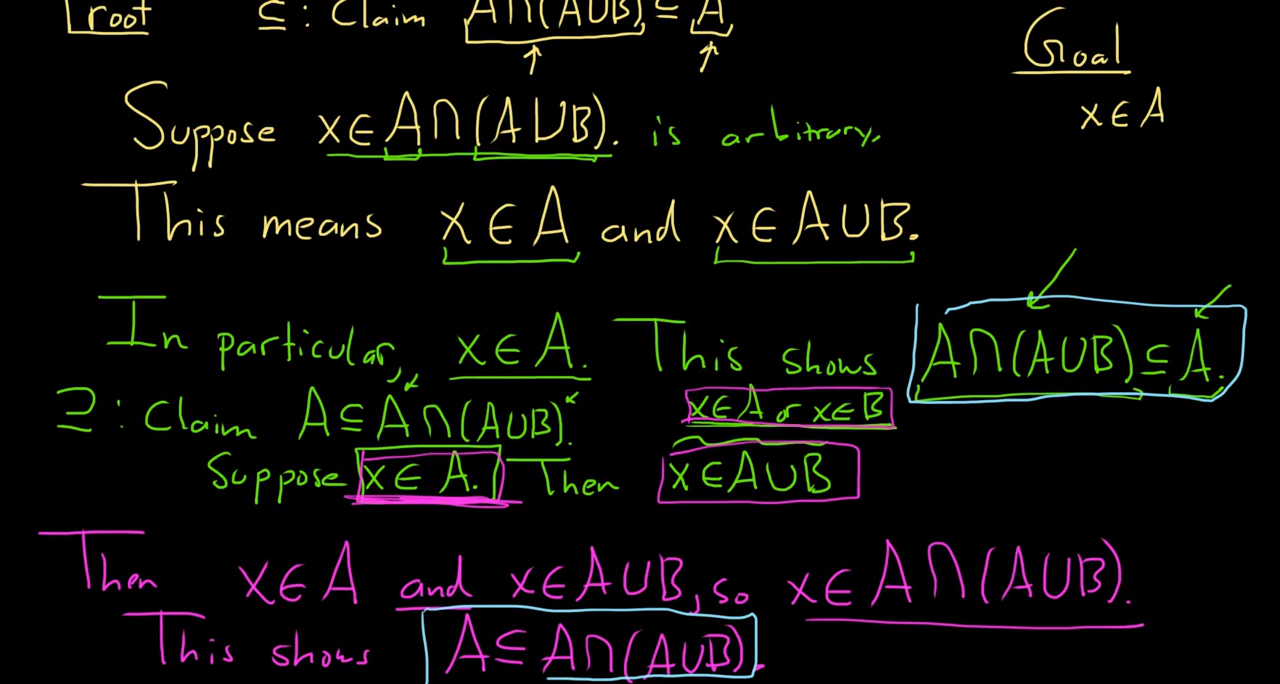 root ⊆: Claim A∩(A∪B) ⊆ A
Goal
x∈A
Suppose x∈A∩(A∪B). is arbitrary.
This means x∈A and x∈A∪B.
In particular, x∈A. This shows A∩(A∪B)⊆A.
⊇: Claim A⊆A∩(A∪B). x∈A or x∈B
Suppose x∈A. Then x∈A∪B
Then x∈A and x∈A∪B, so x∈A∩(A∪B).
This shows A⊆A∩(A∪B).